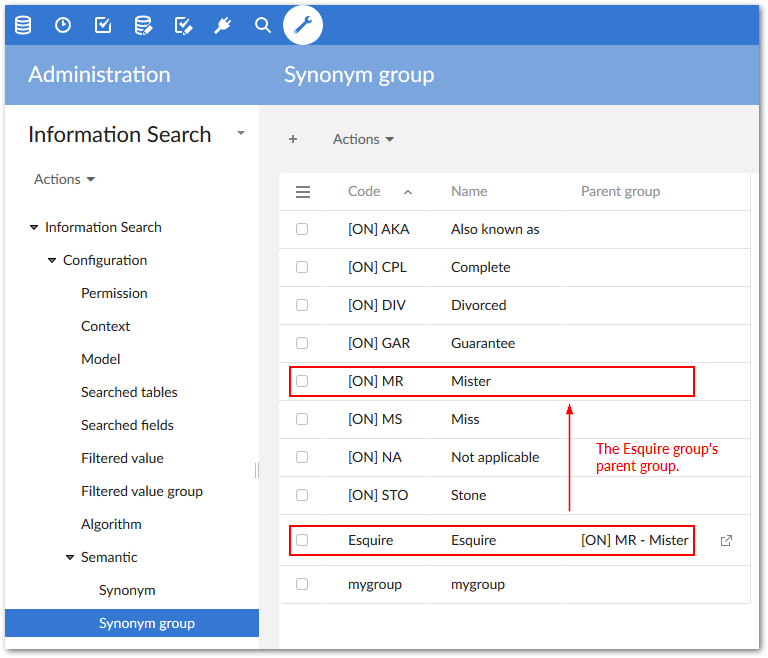 Administration
Synonym group
Information Search
Actions
Information Search
Configuration
Permission
Context
Model
Searched tables
Searched fields
Filtered value
Filtered value group
Algorithm
Semantic
Synonym
Synonym group
+ Actions
Code Name Parent group
[ON] AKA Also known as
[ON] CPL Complete
[ON] DIV Divorced
[ON] GAR Guarantee
[ON] MR Mister
[ON] MS Miss
[ON] NA Not applicable
[ON] STO Stone
Esquire Esquire [ON] MR - Mister
mygroup mygroup
The Esquire group's
parent group.